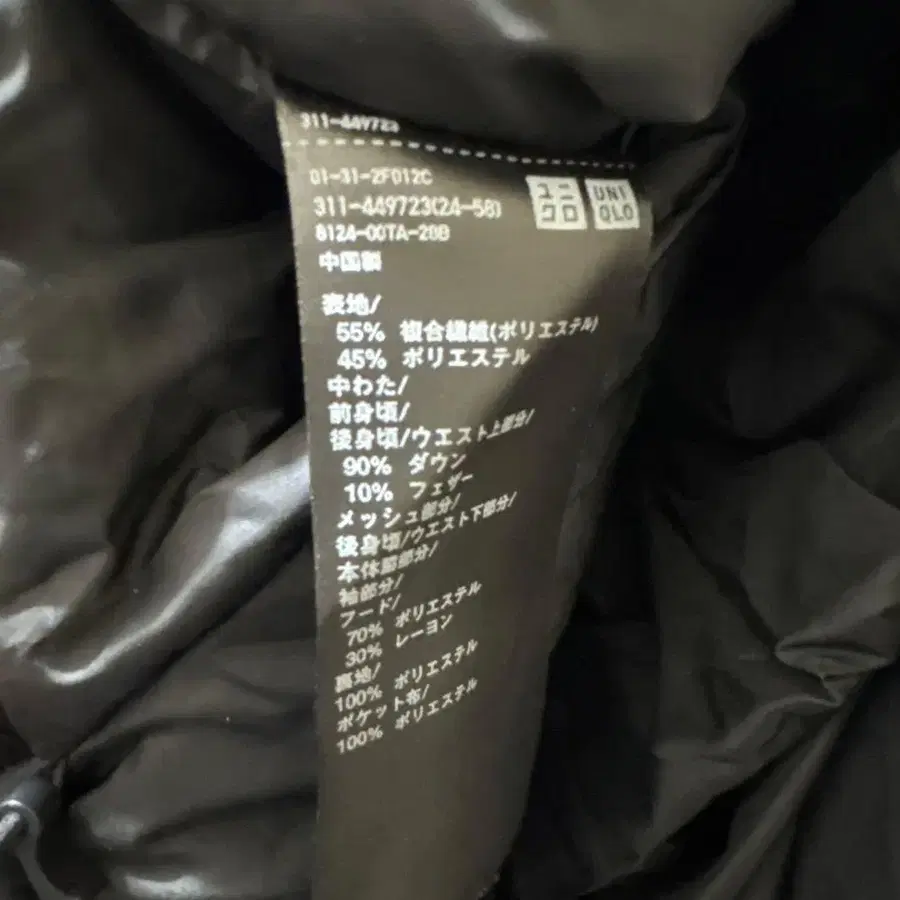 311-449723
01-31-2F012C
311-449723(24-58)
8124-00TA-20B
ユニ
クロ
UNI
QLO
中国製
表地/
55% 複合繊維(ポリエステル)
45% ポリエステル
中わた/
前身頃/
後身頃/ウエスト上部分/
90% ダウン
10% フェザー
メッシュ部分/
後身頃/ウエスト下部分/
本体脇部分/
袖部分/
フード/
70% ポリエステル
30% レーヨン
裏地/
100% ポリエステル
ポケット布/
100% ポリエステル